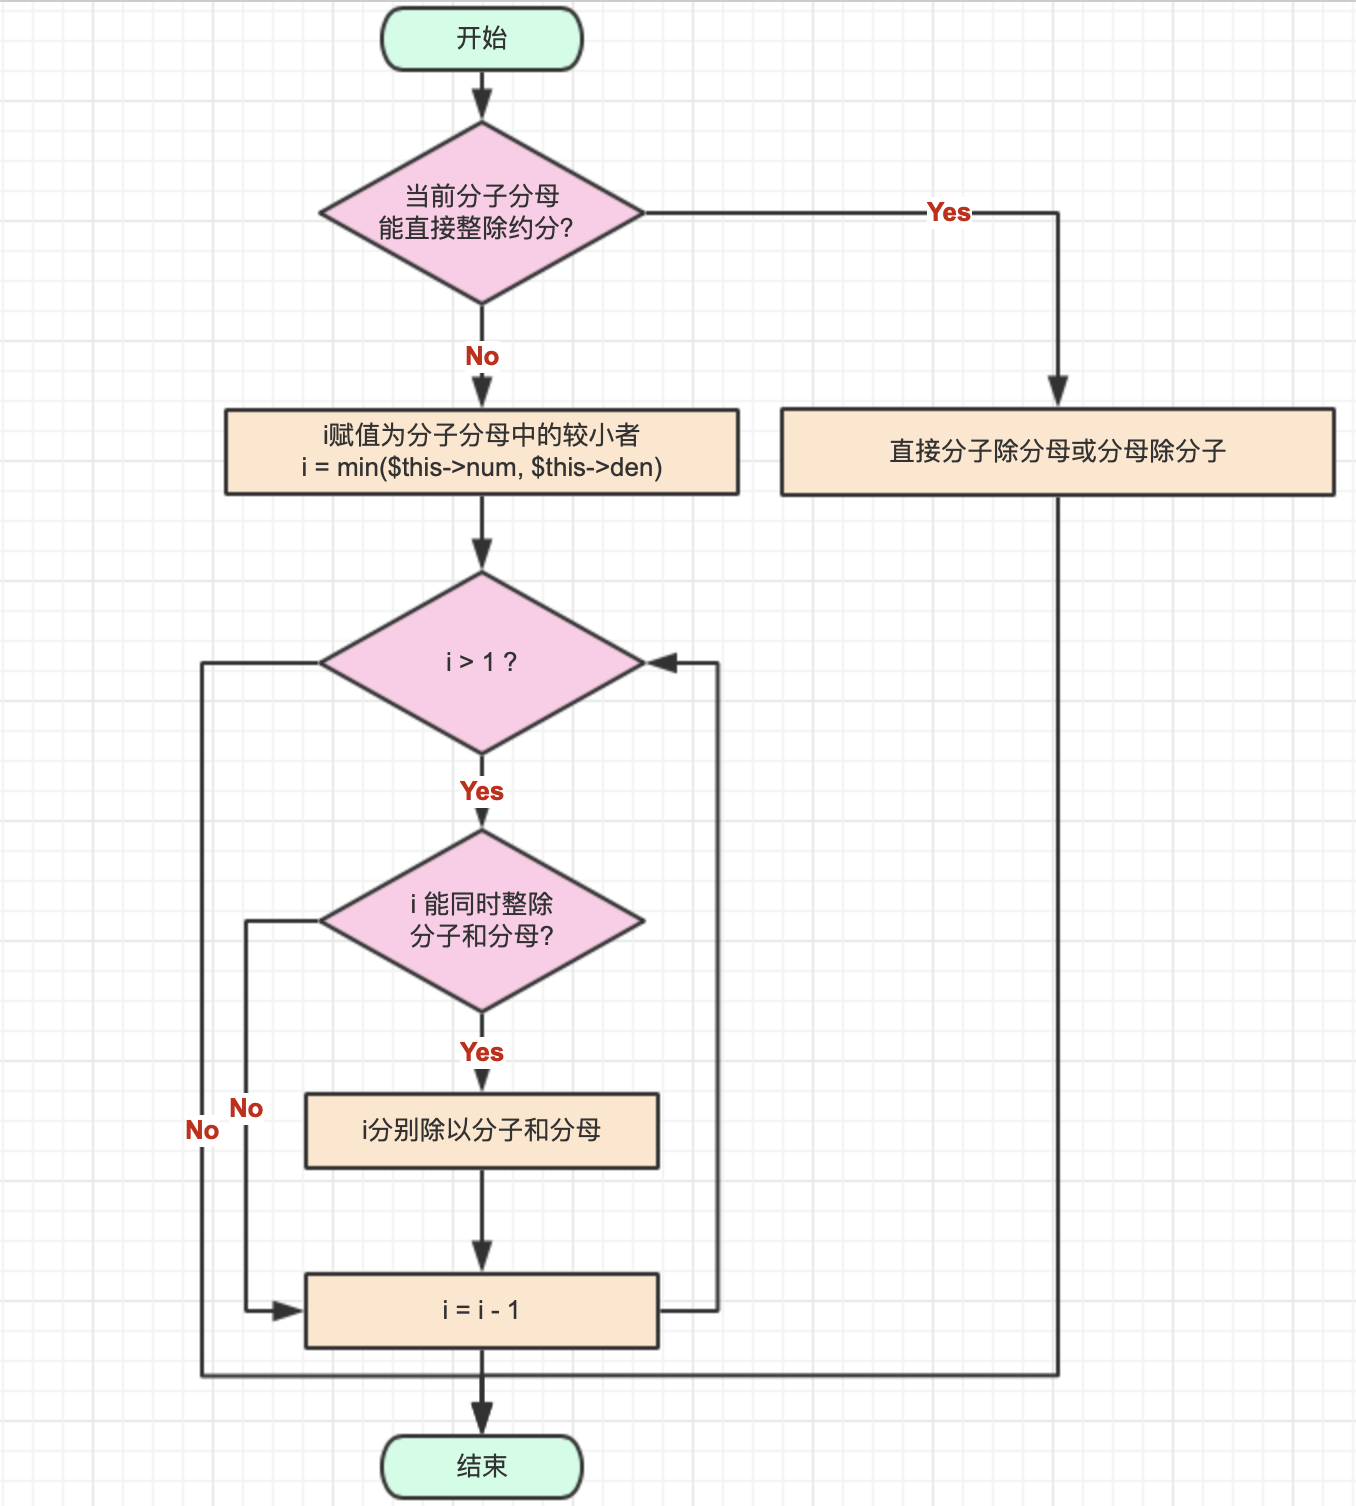 开始
当前分子分母
能直接整除约分?
Yes
No
i赋值为分子分母中的较小者
i = min($this->num, $this->den)
直接分子除分母或分母除分子
i > 1 ?
Yes
i 能同时整除
分子和分母?
Yes
No
No
i分别除以分子和分母
i = i - 1
结束